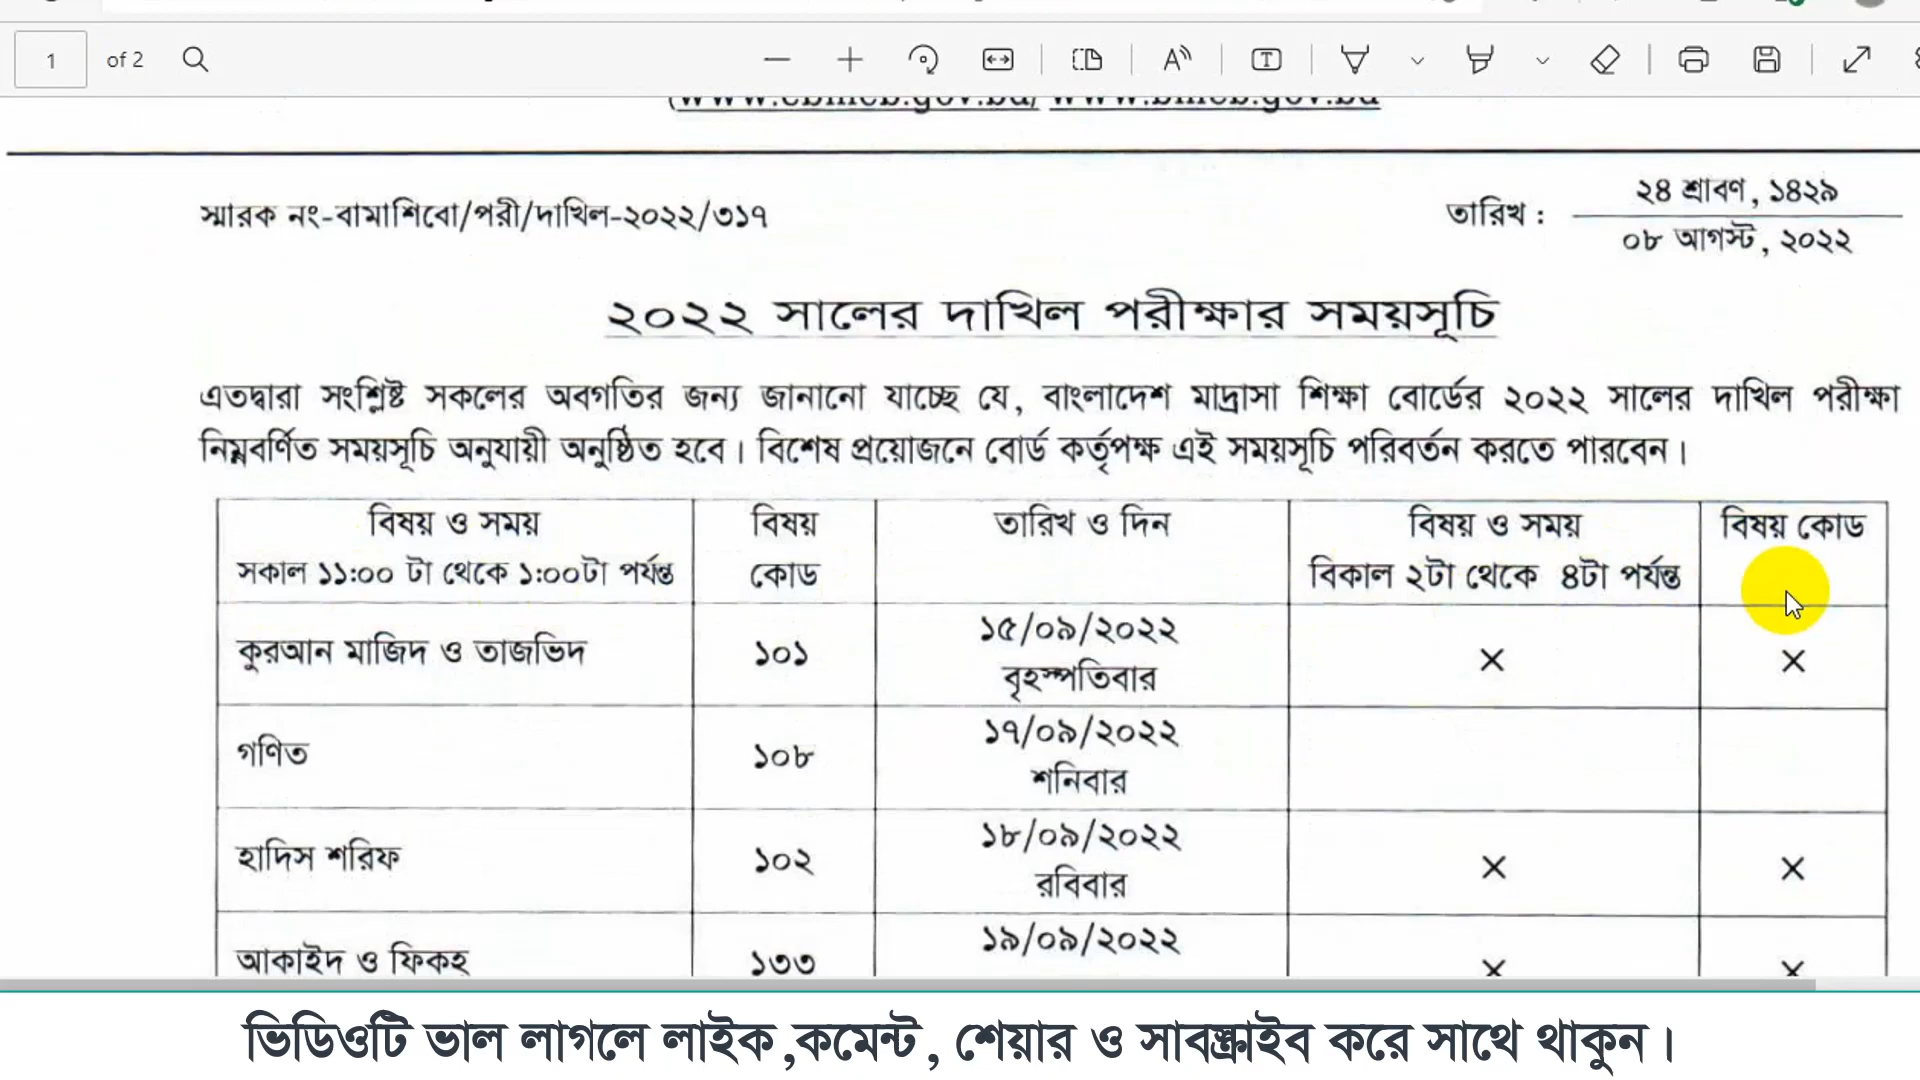 1 of 2
স্মারক নং-বামাশিবো/পরী/দাখিল-২০২২/৩১৭
তারিখ : ২৪ শ্রাবণ, ১৪২৯
০৮ আগস্ট, ২০২২
২০২২ সালের দাখিল পরীক্ষার সময়সূচি
এতদ্বারা সংশ্লিষ্ট সকলের অবগতির জন্য জানানো যাচ্ছে যে, বাংলাদেশ মাদ্রাসা শিক্ষা বোর্ডের ২০২২ সালের দাখিল পরীক্ষা
নিম্নবর্ণিত সময়সূচি অনুযায়ী অনুষ্ঠিত হবে। বিশেষ প্রয়োজনে বোর্ড কর্তৃপক্ষ এই সময়সূচি পরিবর্তন করতে পারবেন।
বিষয় ও সময় বিষয় তারিখ ও দিন বিষয় ও সময় বিষয় কোড
সকাল ১১:০০ টা থেকে ১:০০টা পর্যন্ত কোড বিকাল ২টা থেকে ৪টা পর্যন্ত
কুরআন মাজিদ ও তাজভিদ ১০১ ১৫/০৯/২০২২ × ×
বৃহস্পতিবার
গণিত ১০৮ ১৭/০৯/২০২২
শনিবার
হাদিস শরিফ ১০২ ১৮/০৯/২০২২ × ×
রবিবার
আকাইদ ও ফিকহ ১৩৩ ১৯/০৯/২০২২ × ×
ভিডিওটি ভাল লাগলে লাইক,কমেন্ট, শেয়ার ও সাবস্ক্রাইব করে সাথে থাকুন।